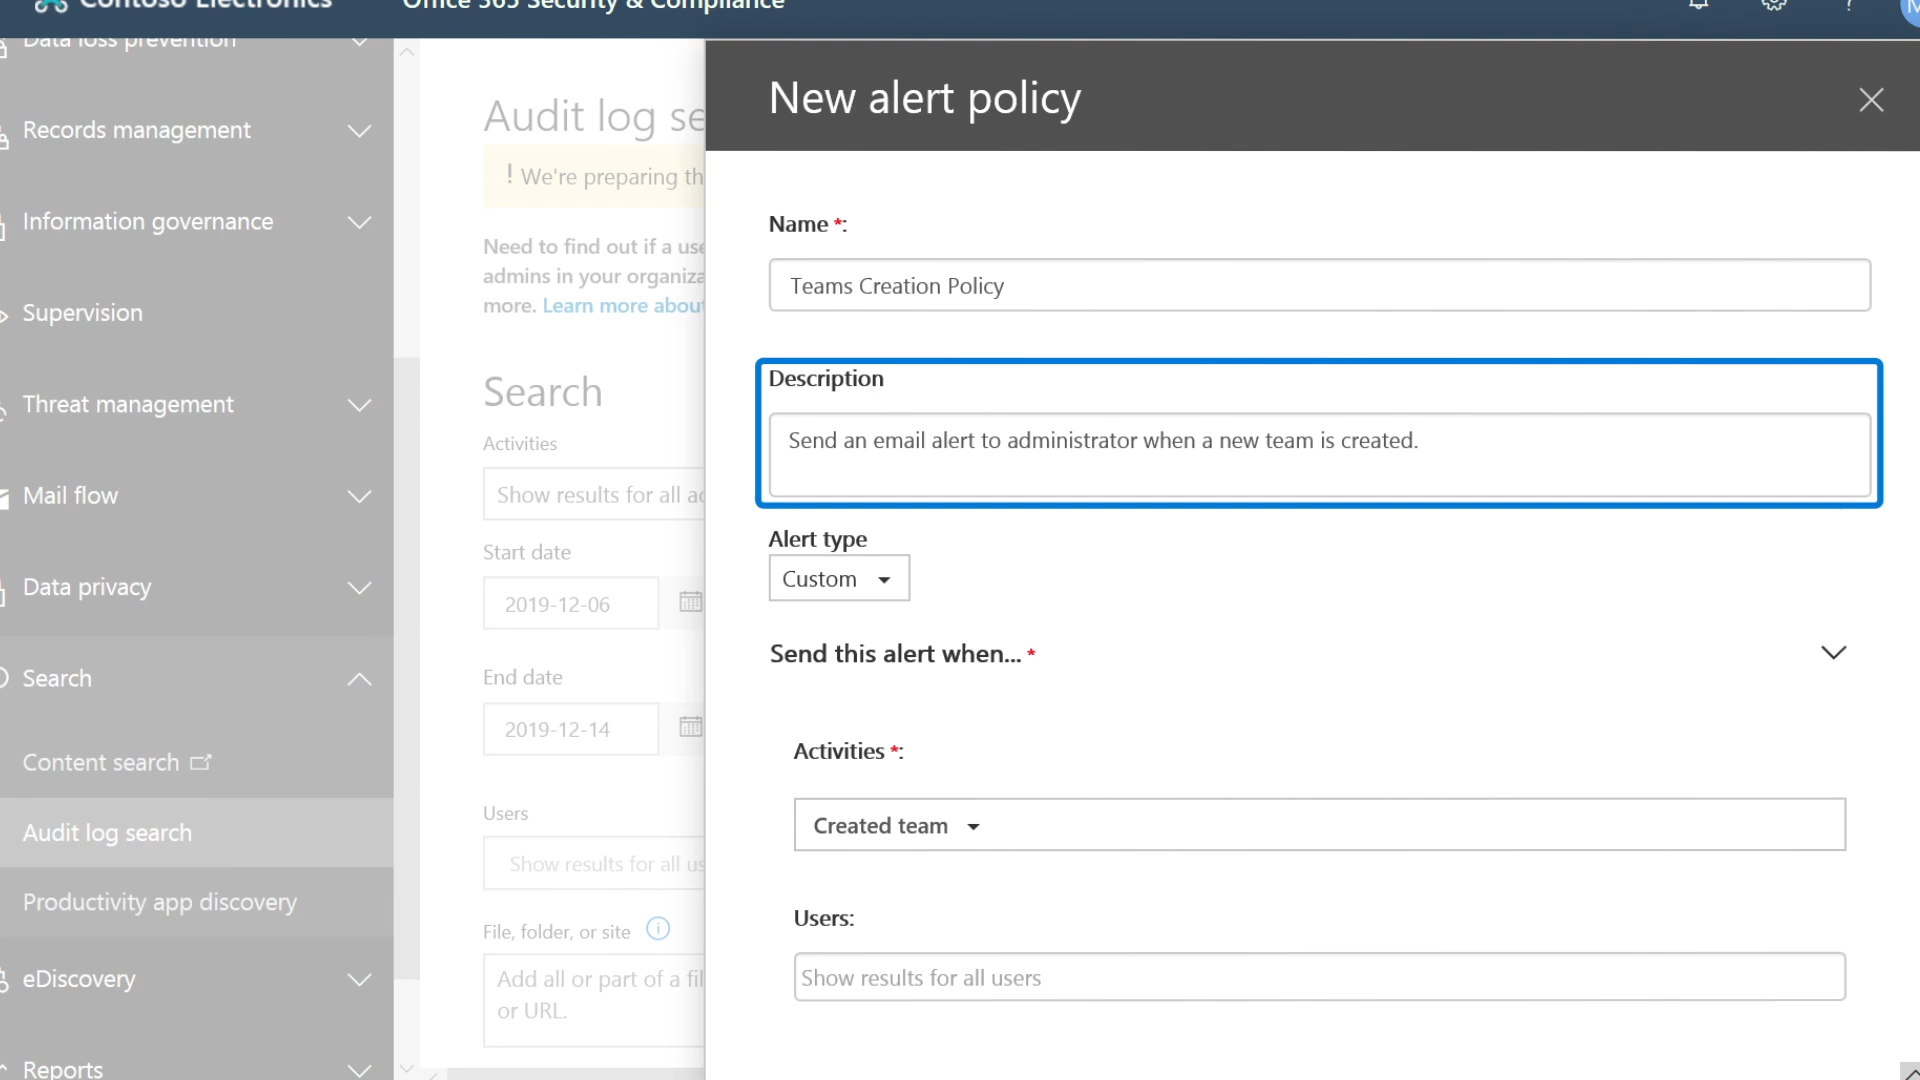 Contoso Electronics
Office 365 Security & Compliance
?
M
Data loss prevention
Records management
Information governance
Supervision
Threat management
Mail flow
Data privacy
Search
Content search
Audit log search
Productivity app discovery
eDiscovery
Reports
Audit log se
! We're preparing th
Need to find out if a use
admins in your organiza
more. Learn more about
Search
Activities
Show results for all ac
Start date
2019-12-06
End date
2019-12-14
Users
Show results for all us
File, folder, or site
Add all or part of a fil
or URL.
New alert policy
Name *:
Teams Creation Policy
Description
Send an email alert to administrator when a new team is created.
Alert type
Custom
Send this alert when... *
Activities *:
Created team
Users:
Show results for all users